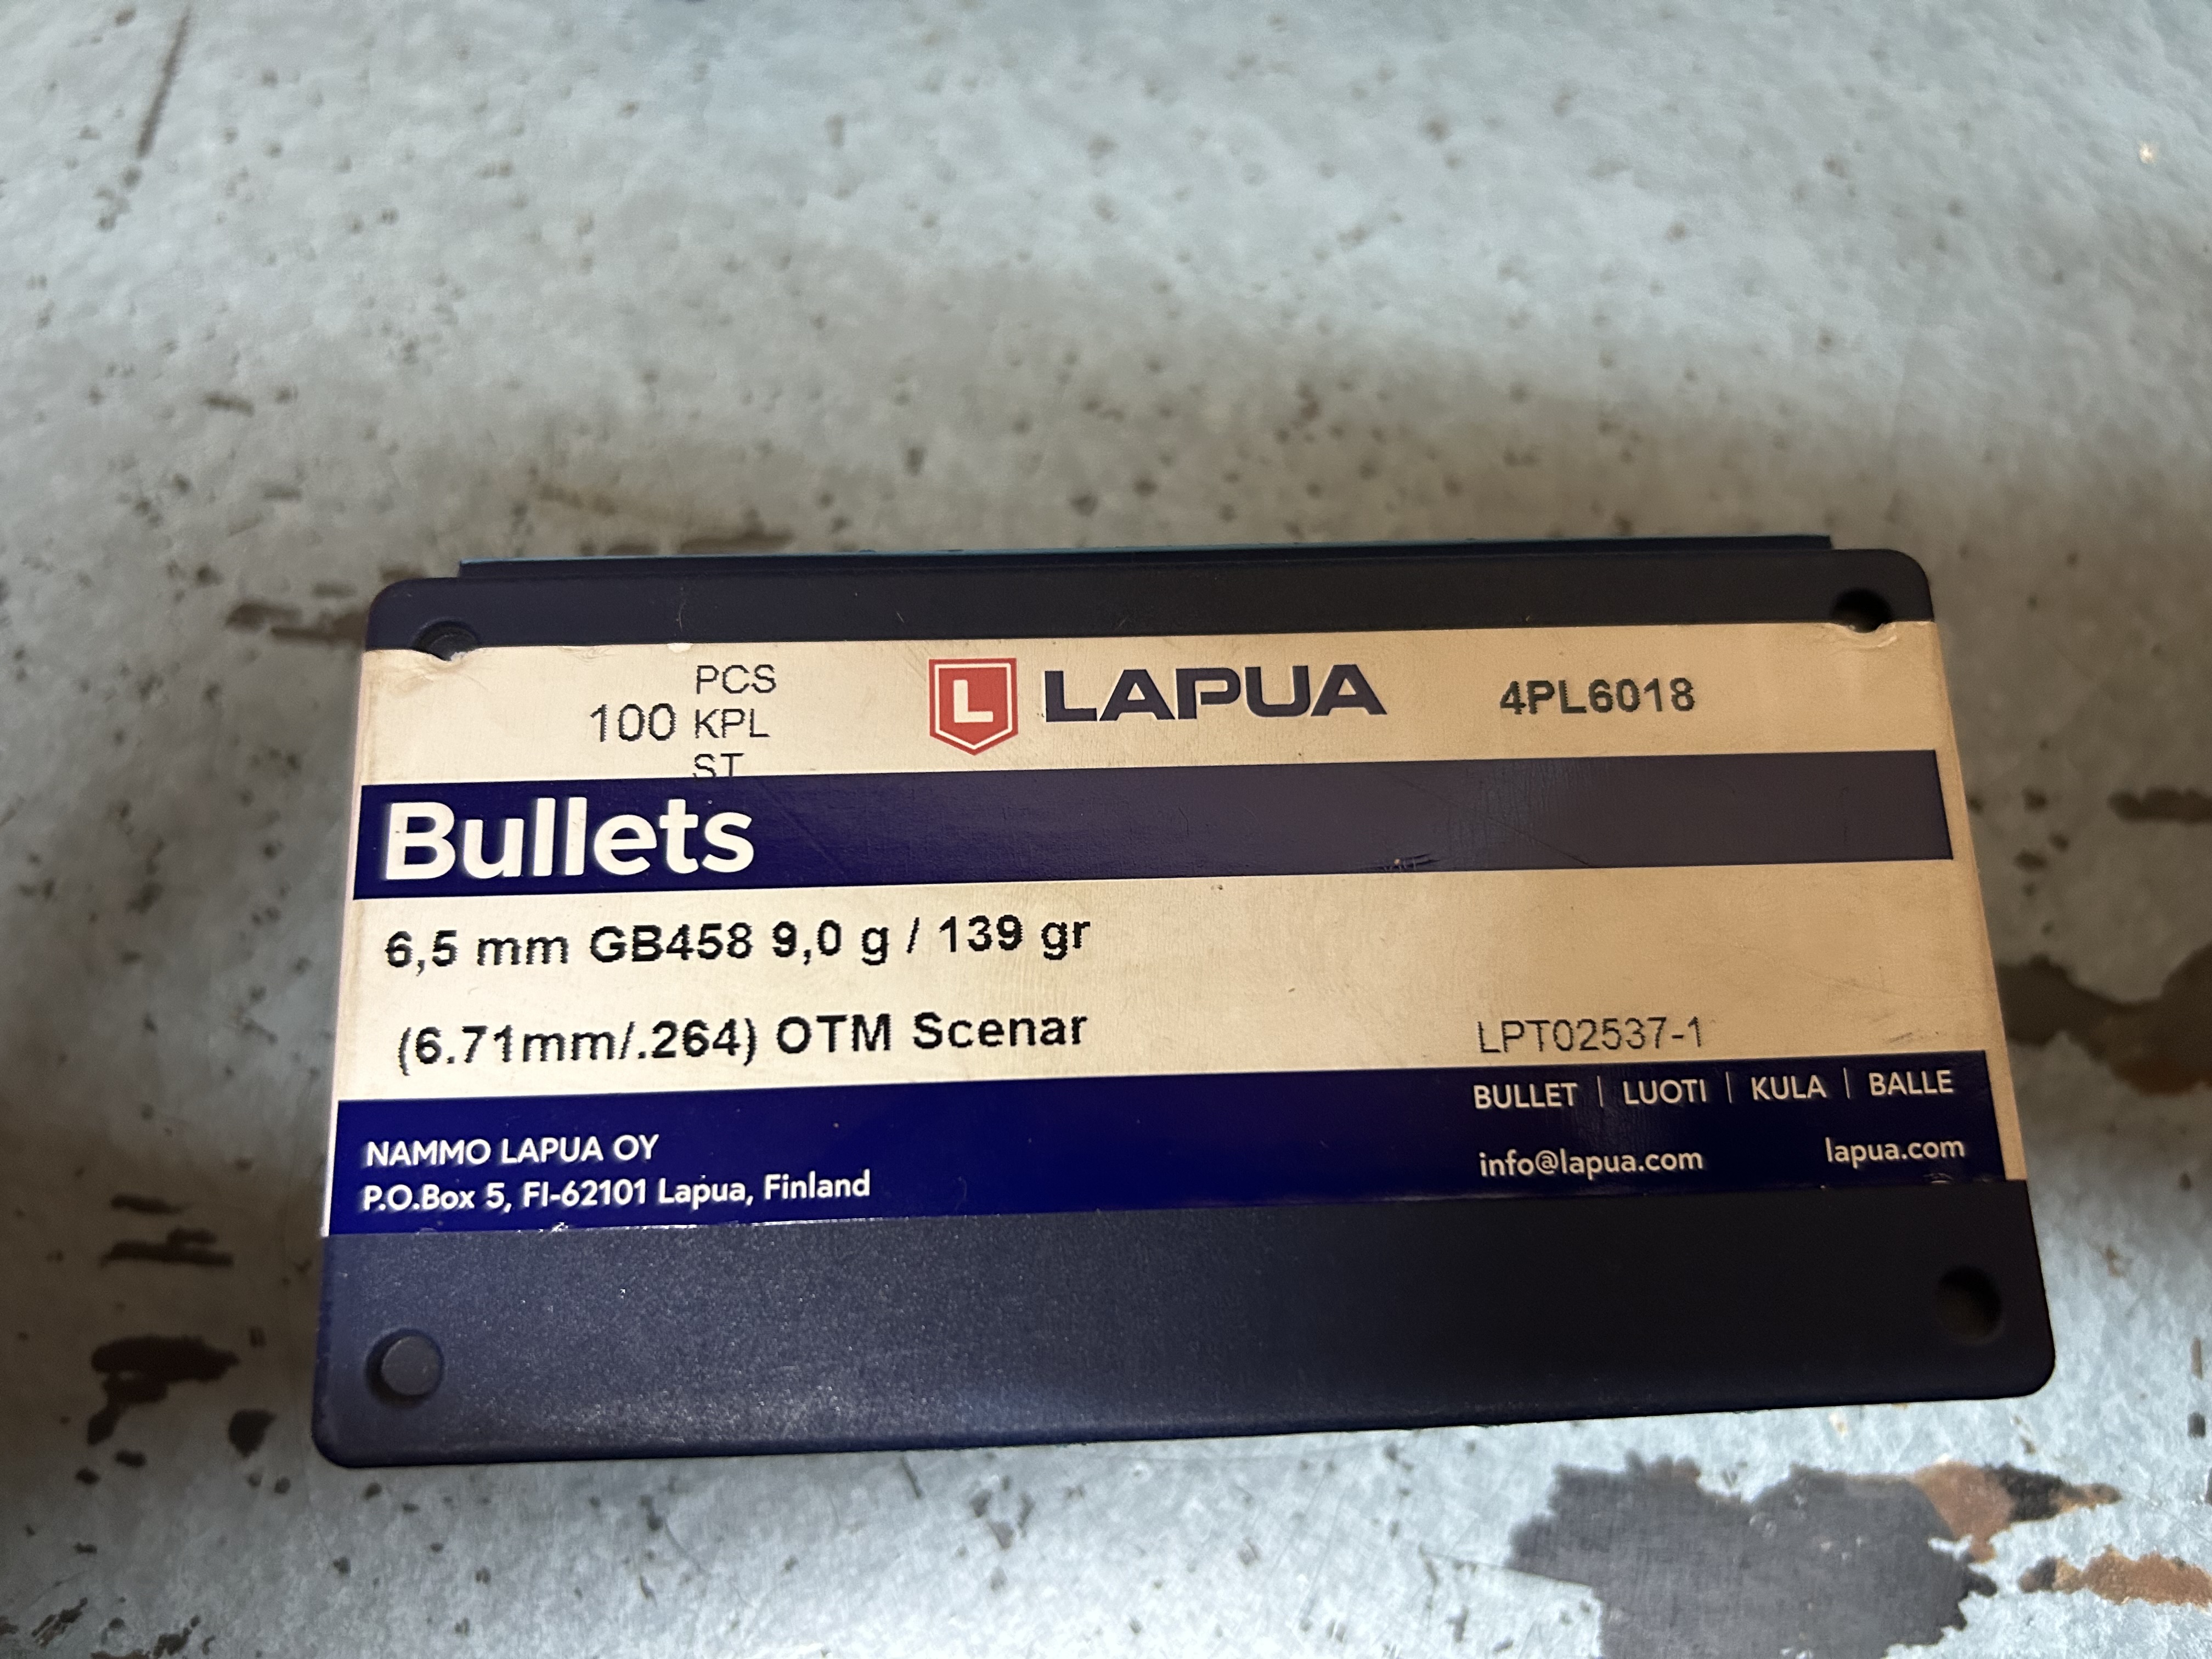 PCS
100 KPL
ST
L LAPUA
4PL6018
Bullets
6,5 mm GB458 9,0 g / 139 gr
(6.71mm/.264) OTM Scenar
LPT02537-1
BULLET | LUOTI | KULA | BALLE
NAMMO LAPUA OY
P.O.Box 5, FI-62101 Lapua, Finland
info@lapua.com
lapua.com